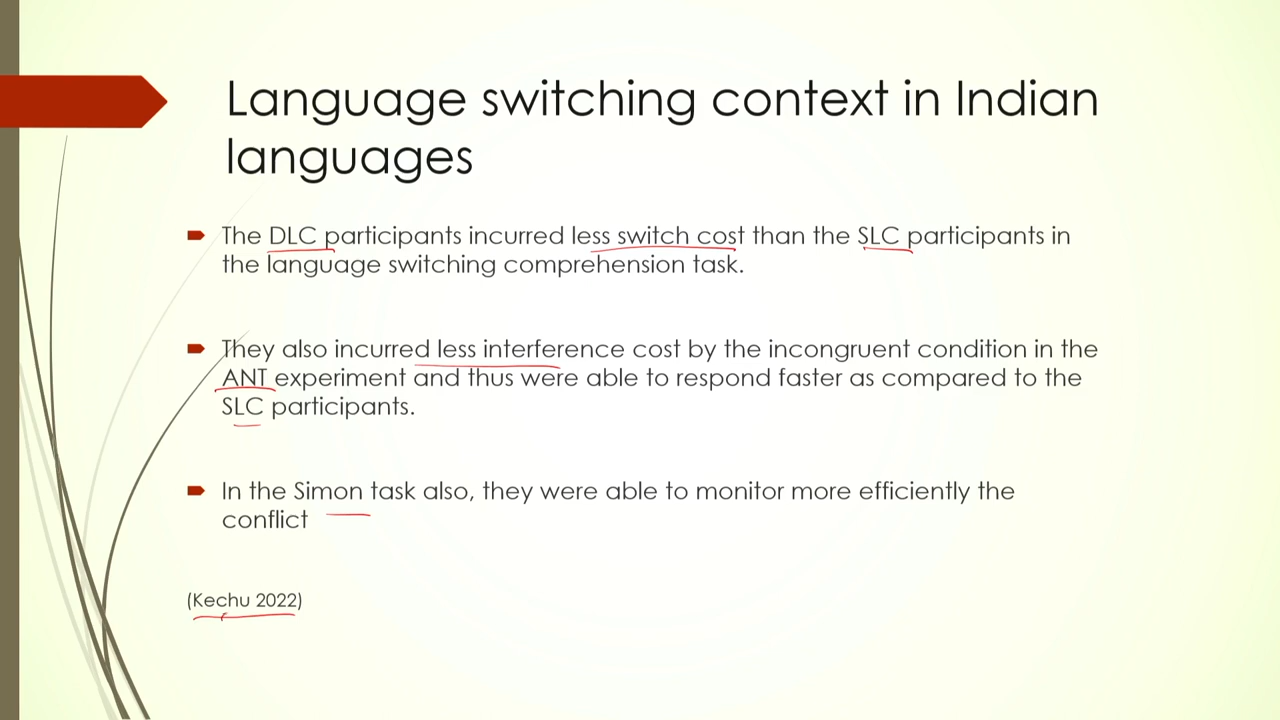 Language switching context in Indian
languages
The DLC participants incurred less switch cost than the SLC participants in
the language switching comprehension task.
They also incurred less interference cost by the incongruent condition in the
ANT experiment and thus were able to respond faster as compared to the
SLC participants.
In the Simon task also, they were able to monitor more efficiently the
conflict
(Kechu 2022)